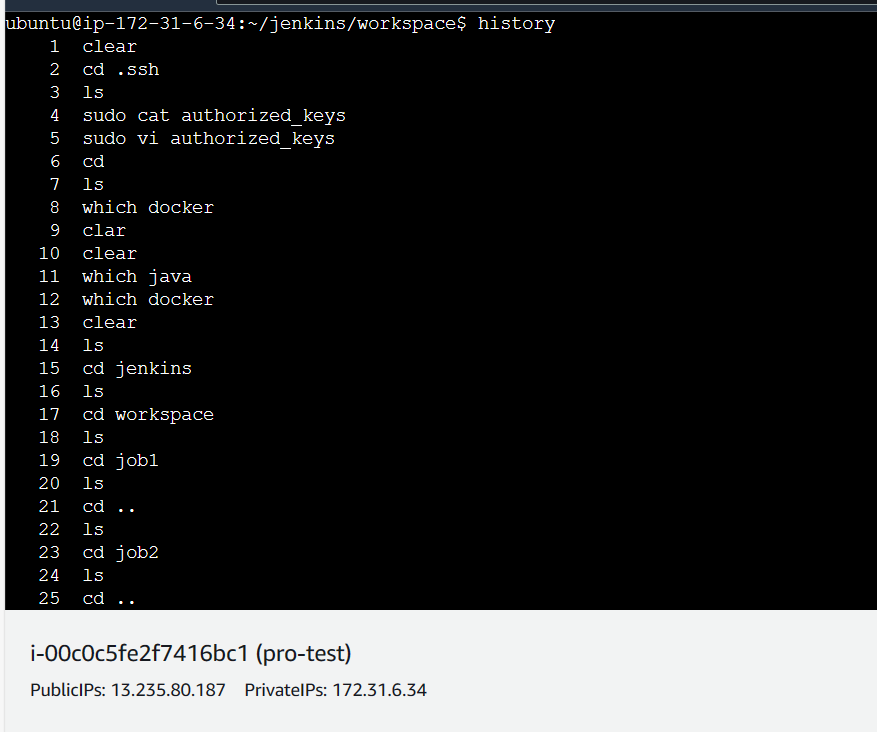 ubuntu@ip-172-31-6-34:~/jenkins/workspace$ history
1 clear
2 cd .ssh
3 ls
4 sudo cat authorized_keys
5 sudo vi authorized_keys
6 cd
7 ls
8 which docker
9 clar
10 clear
11 which java
12 which docker
13 clear
14 ls
15 cd jenkins
16 ls
17 cd workspace
18 ls
19 cd job1
20 ls
21 cd ..
22 ls
23 cd job2
24 ls
25 cd ..
i-00c0c5fe2f7416bc1 (pro-test)
PublicIPs: 13.235.80.187 PrivateIPs: 172.31.6.34